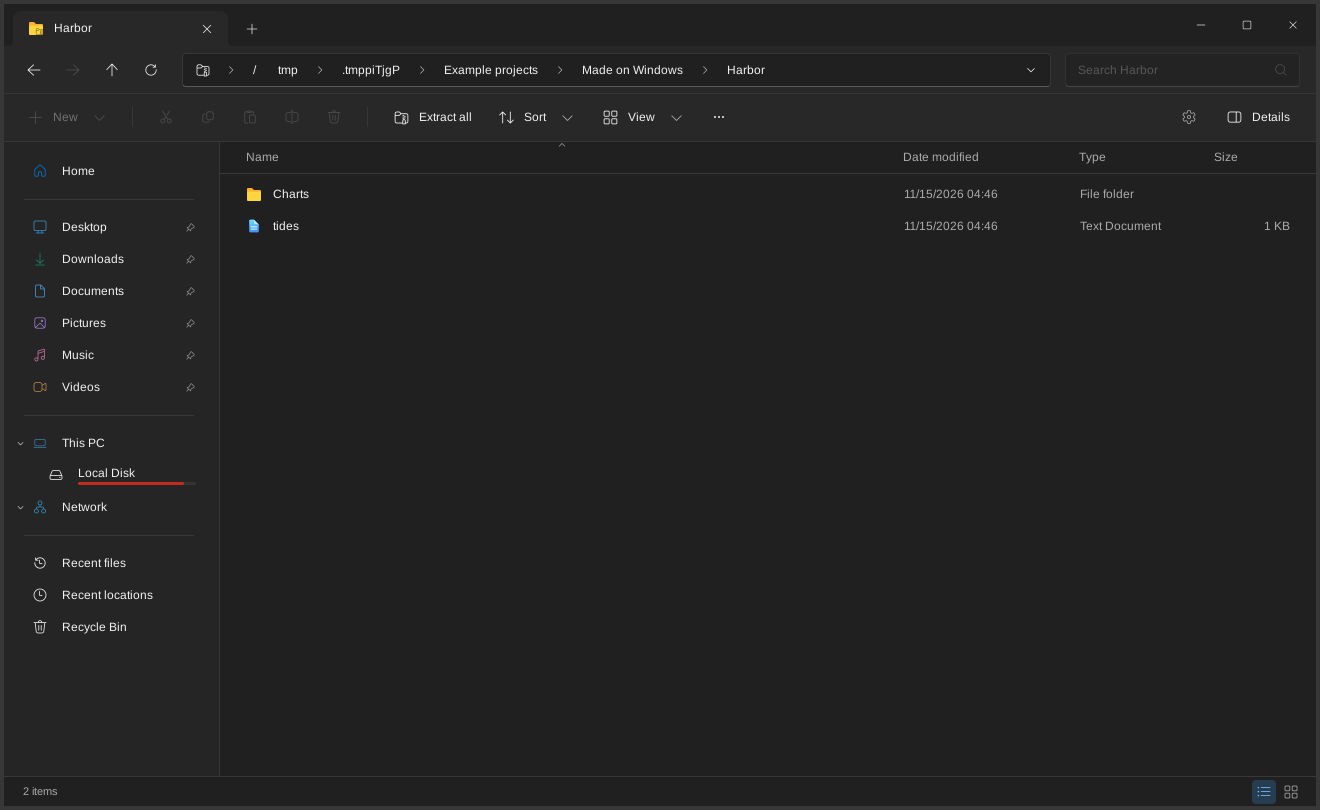 Harbor
/ tmp .tmppiTjgP Example projects Made on Windows Harbor
Search Harbor
New Extract all Sort View Details
Name Date modified Type Size
Home
Charts 11/15/2026 04:46 File folder
tides 11/15/2026 04:46 Text Document 1 KB
Desktop
Downloads
Documents
Pictures
Music
Videos
This PC
Local Disk
Network
Recent files
Recent locations
Recycle Bin
2 items